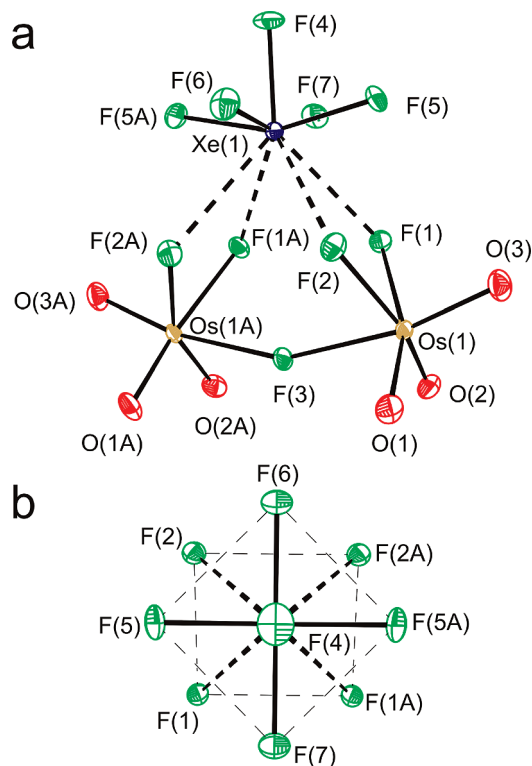 a
F(4)
F(6)
F(7)
F(5A)
F(5)
Xe(1)
F(2A)
F(1A)
F(1)
F(2)
O(3)
O(3A)
Os(1A)
Os(1)
F(3)
O(2)
O(2A)
O(1A)
O(1)
b
F(6)
F(2)
F(2A)
F(5)
F(4)
F(5A)
F(1)
F(1A)
F(7)